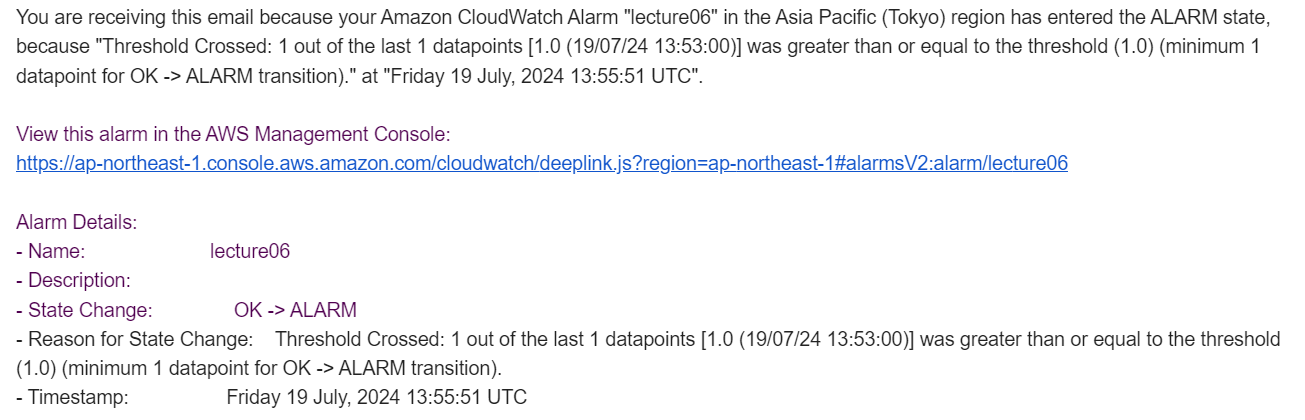 You are receiving this email because your Amazon CloudWatch Alarm "lecture06" in the Asia Pacific (Tokyo) region has entered the ALARM state,
because "Threshold Crossed: 1 out of the last 1 datapoints [1.0 (19/07/24 13:53:00)] was greater than or equal to the threshold (1.0) (minimum 1
datapoint for OK -> ALARM transition)." at "Friday 19 July, 2024 13:55:51 UTC".
View this alarm in the AWS Management Console:
https://ap-northeast-1.console.aws.amazon.com/cloudwatch/deeplink.js?region=ap-northeast-1#alarmsV2:alarm/lecture06
Alarm Details:
- Name: lecture06
- Description:
- State Change: OK -> ALARM
- Reason for State Change: Threshold Crossed: 1 out of the last 1 datapoints [1.0 (19/07/24 13:53:00)] was greater than or equal to the threshold
(1.0) (minimum 1 datapoint for OK -> ALARM transition).
- Timestamp: Friday 19 July, 2024 13:55:51 UTC